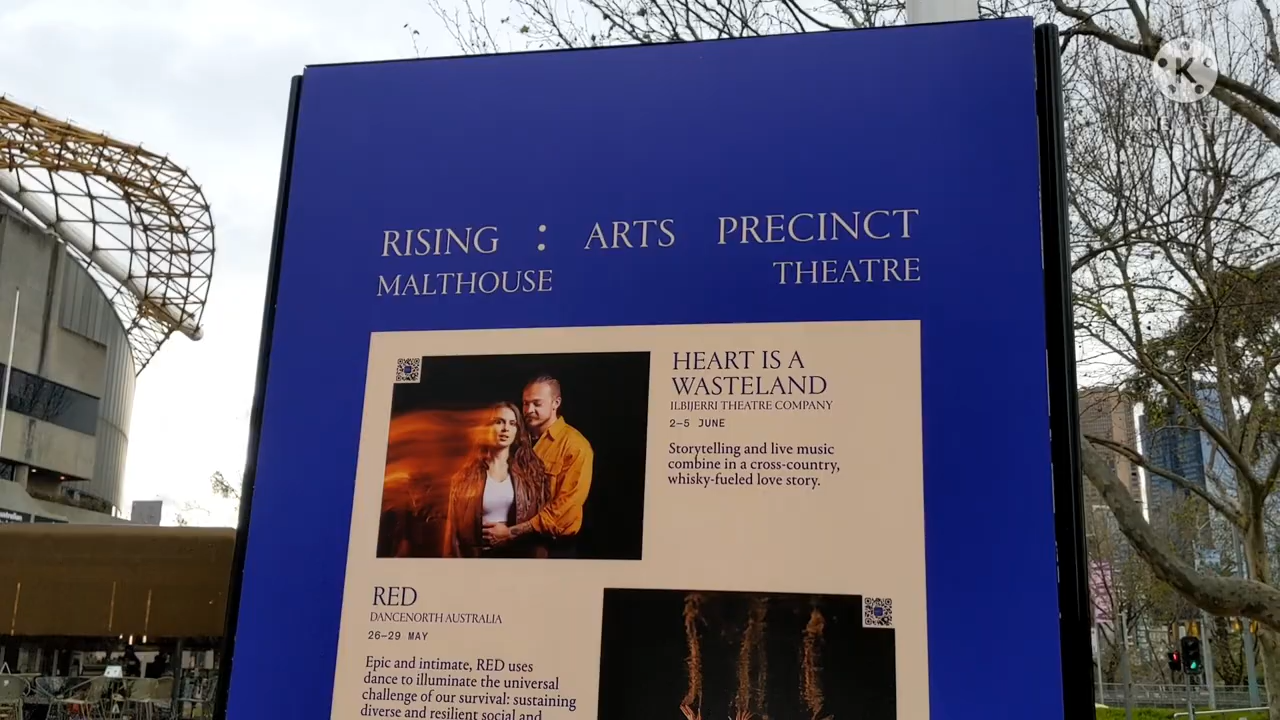 RISING : ARTS PRECINCT
MALTHOUSE THEATRE
HEART IS A
WASTELAND
ILBIJERRI THEATRE COMPANY
2–5 JUNE
Storytelling and live music
combine in a cross-country,
whisky-fueled love story.
RED
DANCENORTH AUSTRALIA
26–29 MAY
Epic and intimate, RED uses
dance to illuminate the universal
challenge of our survival: sustaining
diverse and resilient social and
K